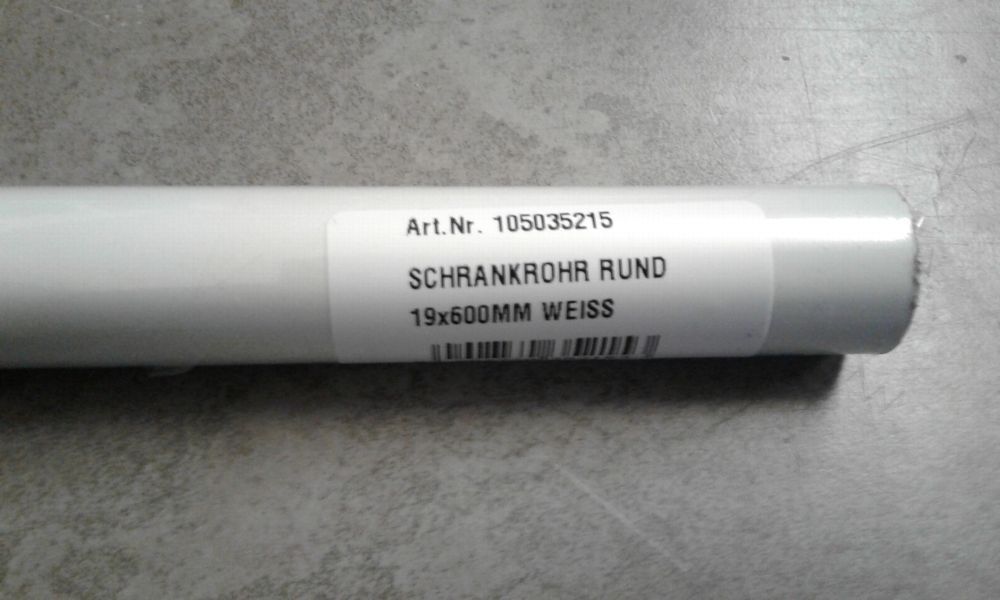 Art.Nr. 105035215
SCHRANKROHR RUND
19x600MM WEISS